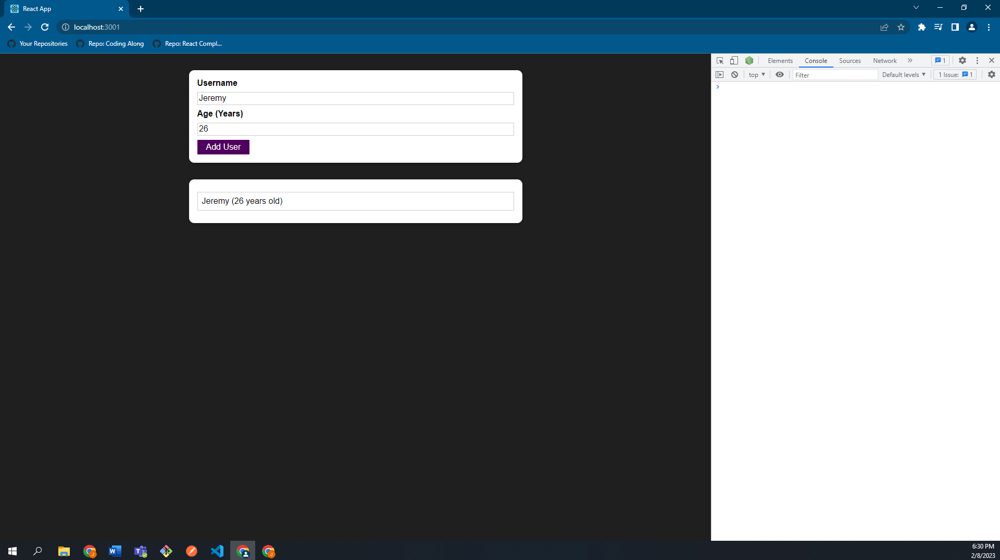 React App
localhost:3001
Your Repositories
Repo: Coding Along
Repo: React Compl...
Elements
Console
Sources
Network
1
top
Filter
Default levels
1 Issue:
1
Username
Jeremy
Age (Years)
26
Add User
Jeremy (26 years old)
6:30 PM
2/8/2023